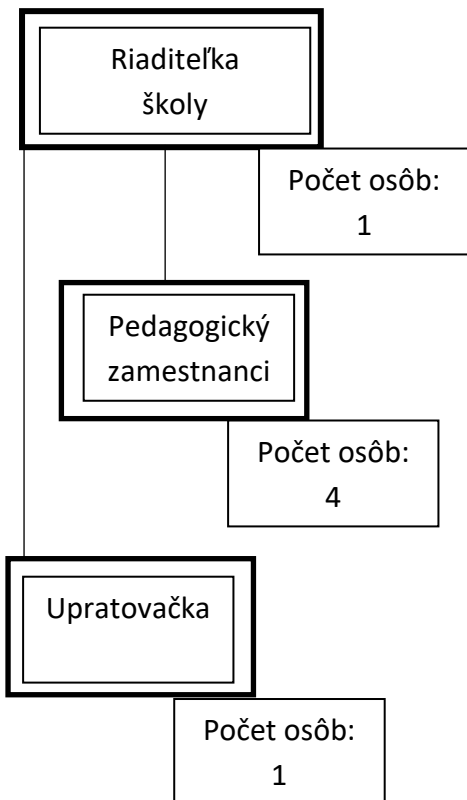 Riaditeľka
školy
Počet osôb:
1
Pedagogický
zamestnanci
Počet osôb:
4
Upratovačka
Počet osôb:
1